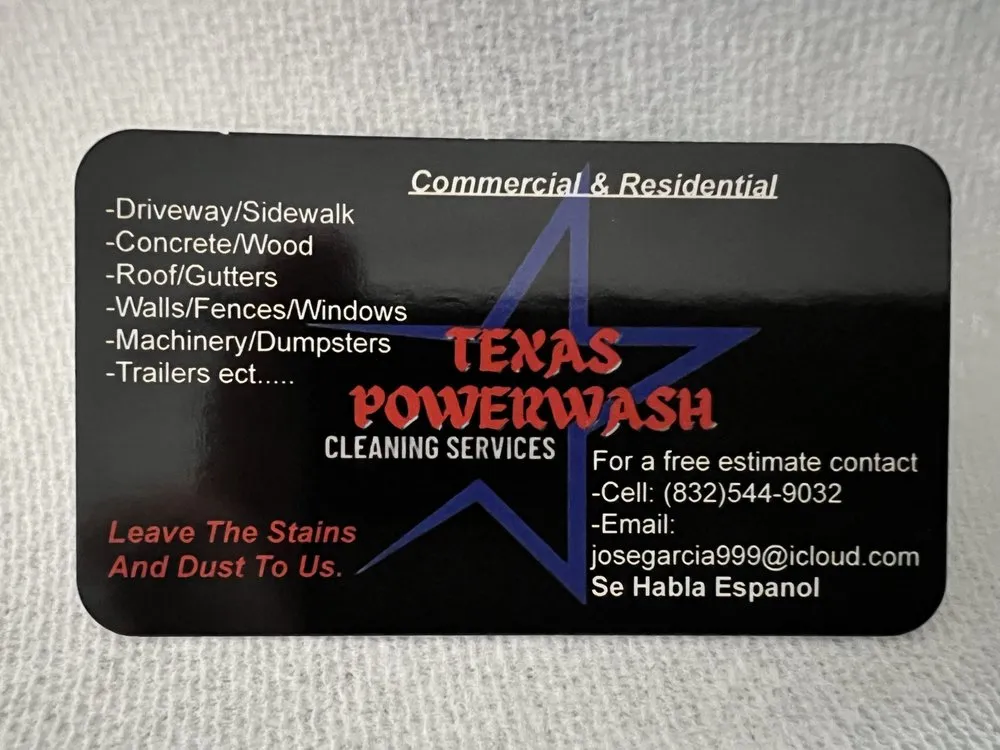 Commercial & Residential
-Driveway/Sidewalk
-Concrete/Wood
-Roof/Gutters
-Walls/Fences/Windows
-Machinery/Dumpsters
-Trailers ect.....
TEXAS
POWERWASH
CLEANING SERVICES
For a free estimate contact
-Cell: (832)544-9032
-Email:
josegarcia999@icloud.com
Se Habla Espanol
Leave The Stains
And Dust To Us.